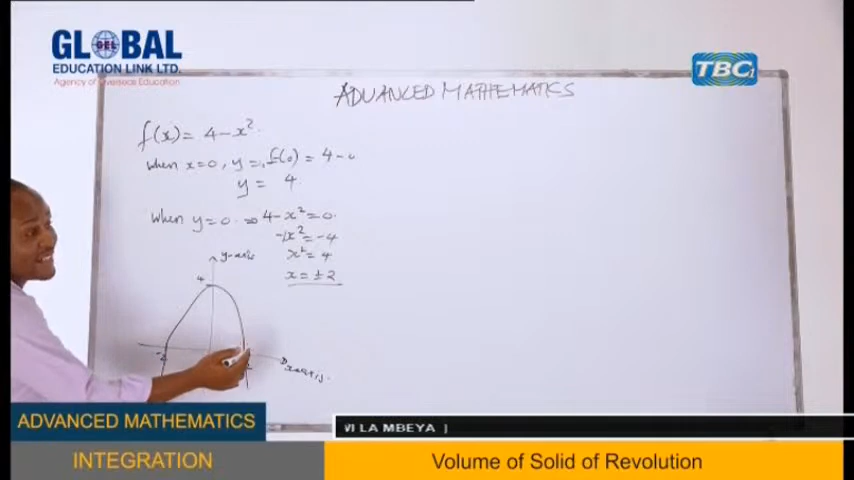 GLOBAL
GEL
EDUCATION LINK LTD.
Agency of Overseas Education
TBC1
ADVANCED MATHEMATICS
f(x) = 4 - x²
when x=0, y = f(0) = 4 - 0
y = 4
When y=0 ⇒ 4 - x² = 0
-1x² = -4
x² = 4
x = ±2
y-axis
4
-2
2
x-axis
ADVANCED MATHEMATICS
VI LA MBEYA |
INTEGRATION
Volume of Solid of Revolution